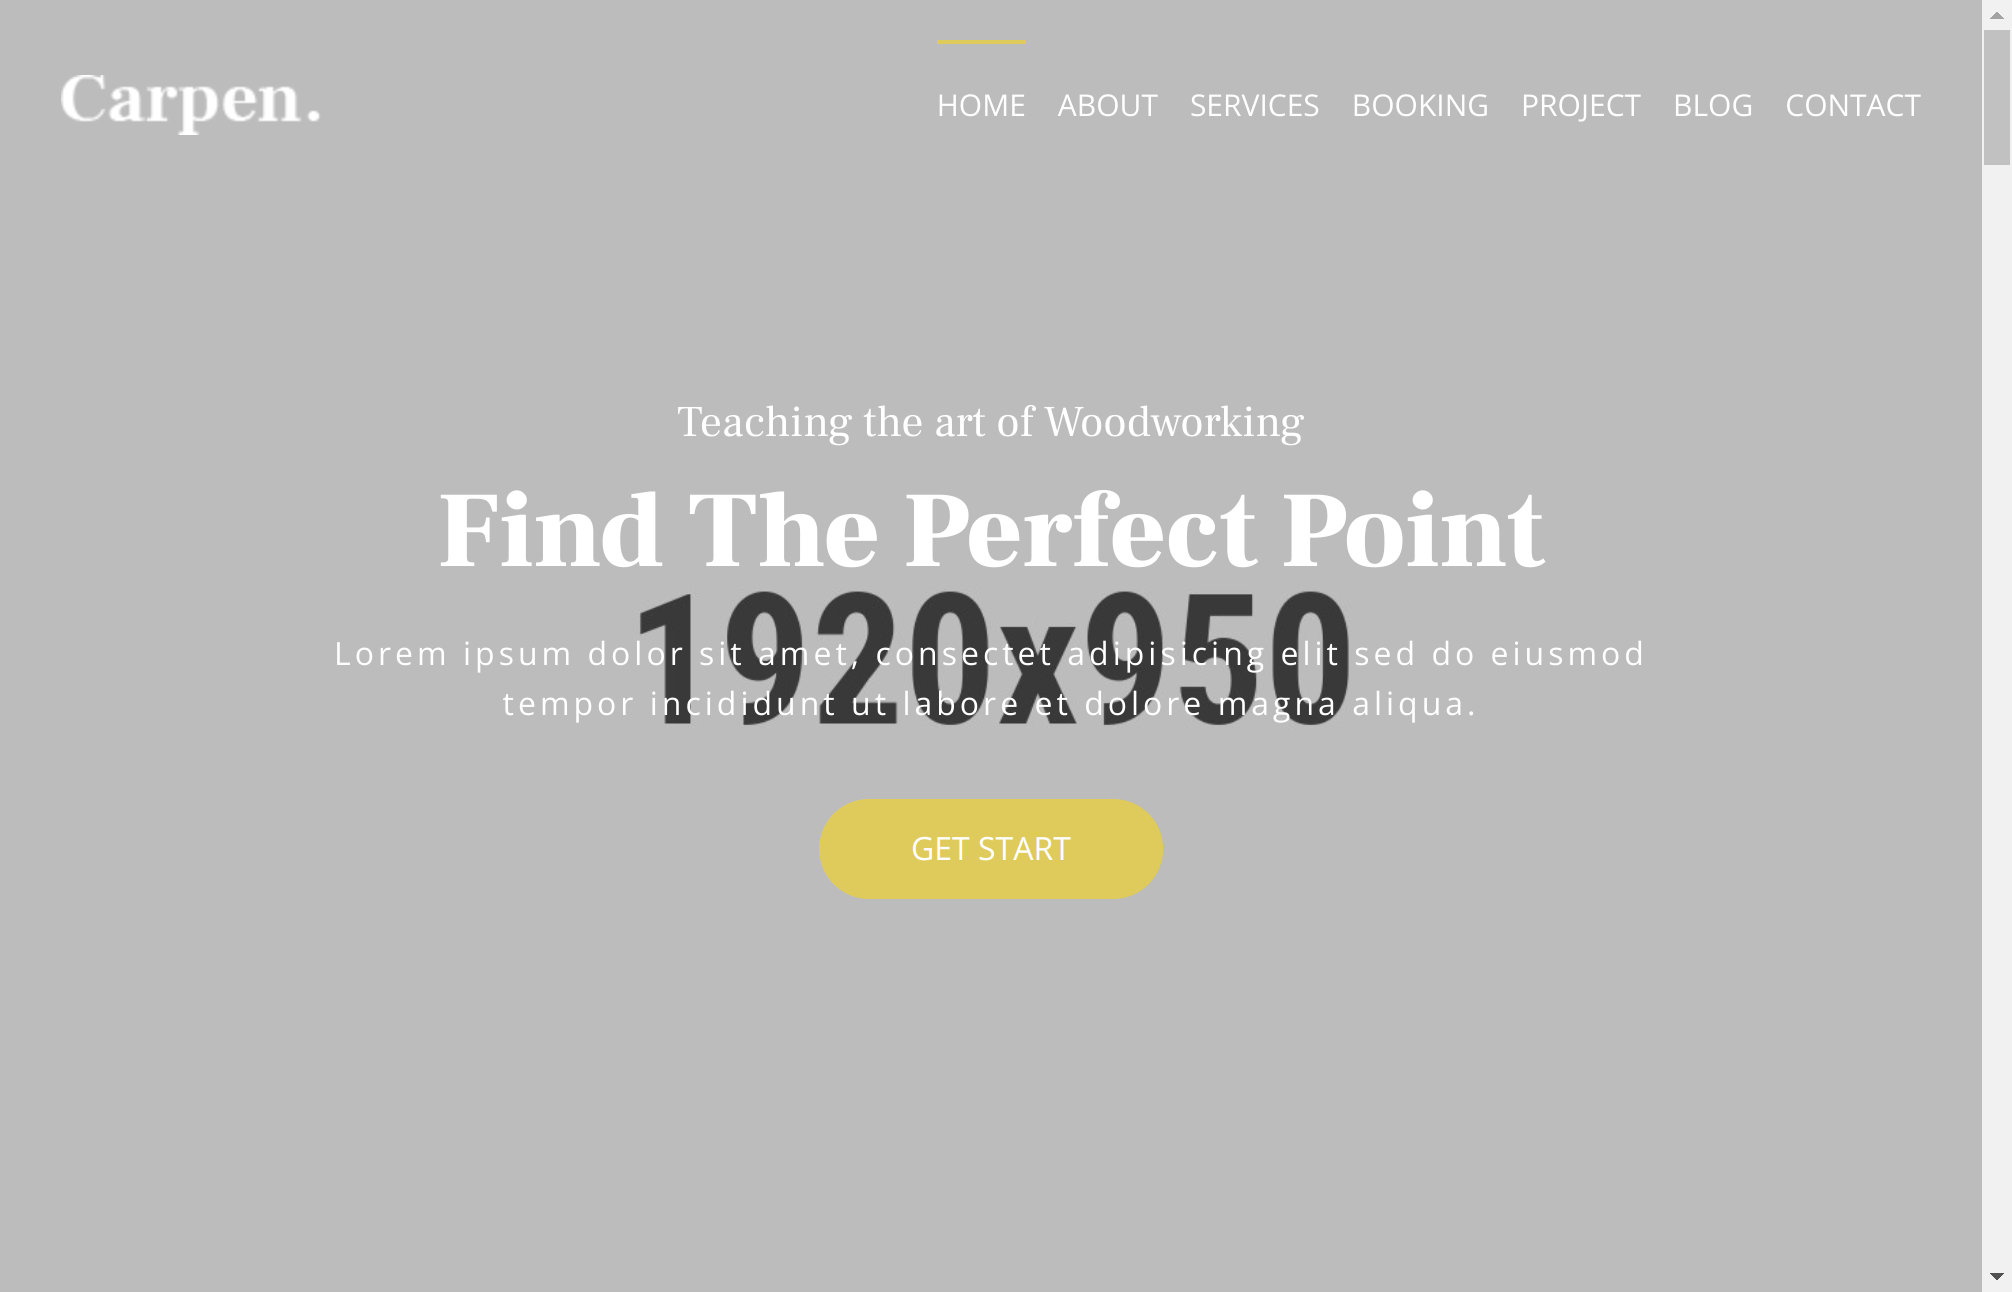 Carpen.
HOME ABOUT SERVICES BOOKING PROJECT BLOG CONTACT
Teaching the art of Woodworking
Find The Perfect Point
1920x950
Lorem ipsum dolor sit amet, consectet adipisicing elit sed do eiusmod
tempor incididunt ut labore et dolore magna aliqua.
GET START